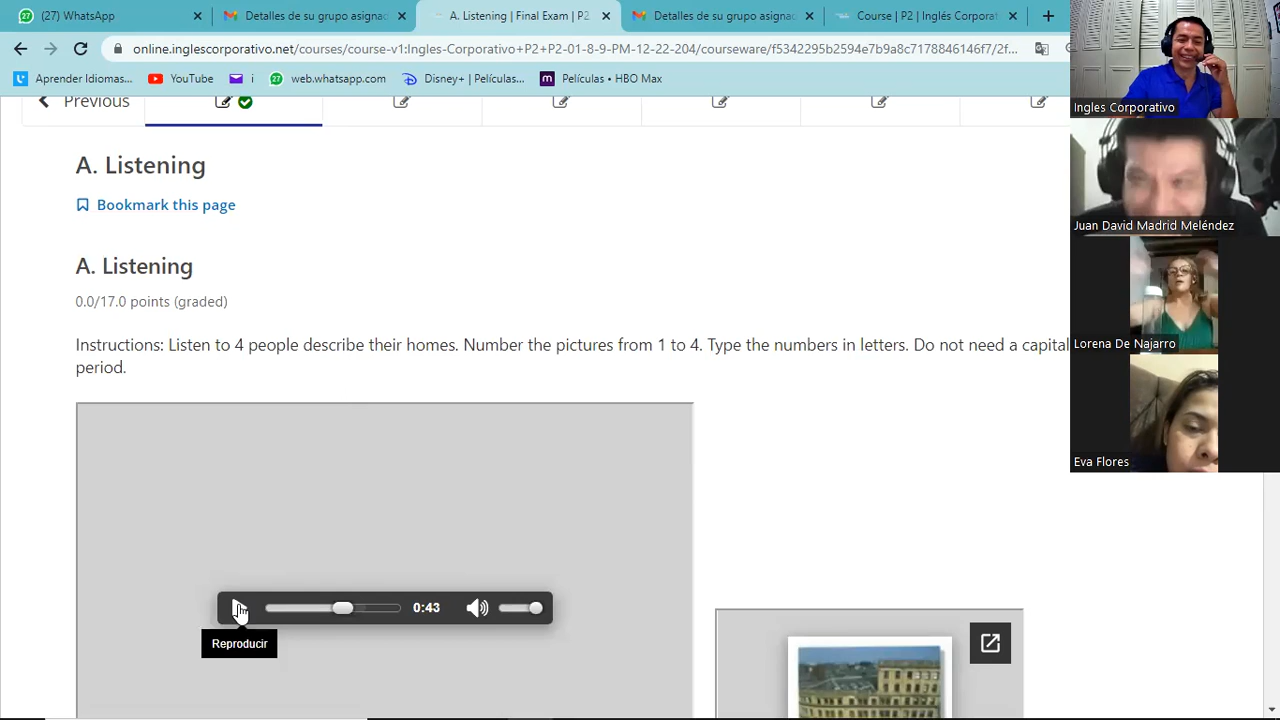 (27) WhatsApp
Detalles de su grupo asignac
A. Listening | Final Exam | P2
Detalles de su grupo asignac
Course | P2 | Inglés Corporat
online.inglescorporativo.net/courses/course-v1:Ingles-Corporativo+P2+P2-01-8-9-PM-12-22-204/courseware/f5342295b2594e7b9a8c717846146f7/2f...
Aprender Idiomas...
YouTube
i
web.whatsapp.com
Disney+ | Películas...
Películas • HBO Max
Previous
A. Listening
Bookmark this page
A. Listening
0.0/17.0 points (graded)
Instructions: Listen to 4 people describe their homes. Number the pictures from 1 to 4. Type the numbers in letters. Do not need a capital
period.
0:43
Reproducir
Ingles Corporativo
Juan David Madrid Meléndez
Lorena De Najarro
Eva Flores